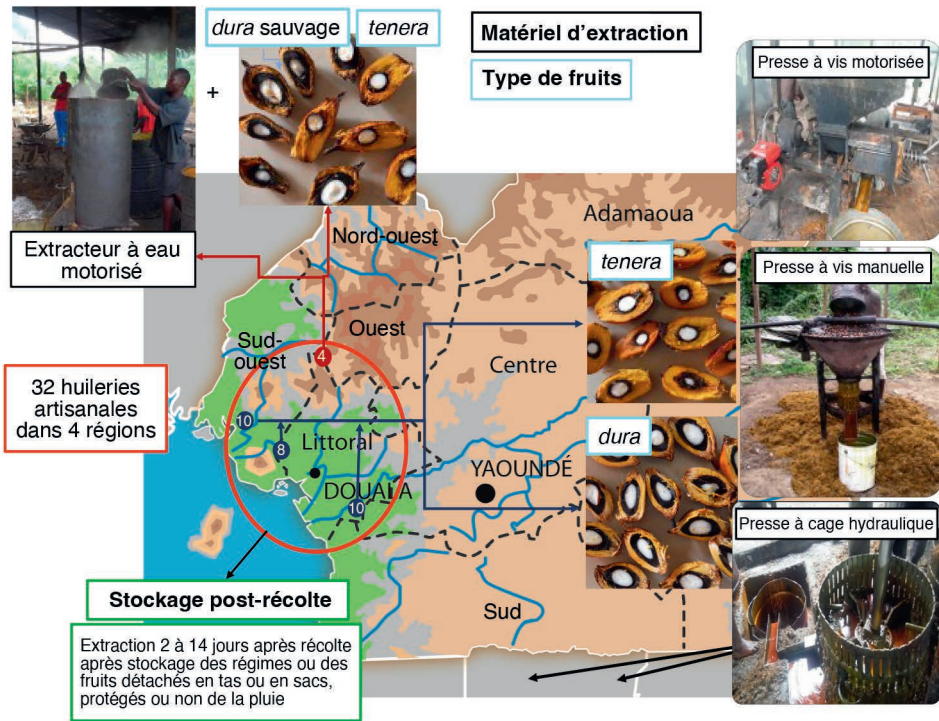 dura sauvage
tenera
Matériel d'extraction
Type de fruits
Presse à vis motorisée
+
Extracteur à eau
motorisé
Adamaoua
Nord-ouest
tenera
Presse à vis manuelle
Ouest
Sud-
ouest
4
Centre
32 huileries
artisanales
dans 4 régions
10
8
Littoral
dura
YAOUNDÉ
DOUALA
10
Presse à cage hydraulique
Stockage post-récolte
Sud
Extraction 2 à 14 jours après récolte
après stockage des régimes ou des
fruits détachés en tas ou en sacs,
protégés ou non de la pluie